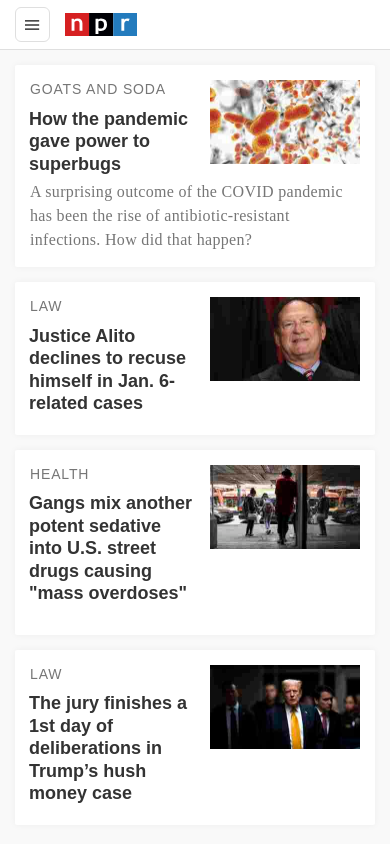 npr
GOATS AND SODA
How the pandemic
gave power to
superbugs
A surprising outcome of the COVID pandemic
has been the rise of antibiotic-resistant
infections. How did that happen?
LAW
Justice Alito
declines to recuse
himself in Jan. 6-
related cases
HEALTH
Gangs mix another
potent sedative
into U.S. street
drugs causing
"mass overdoses"
LAW
The jury finishes a
1st day of
deliberations in
Trump’s hush
money case